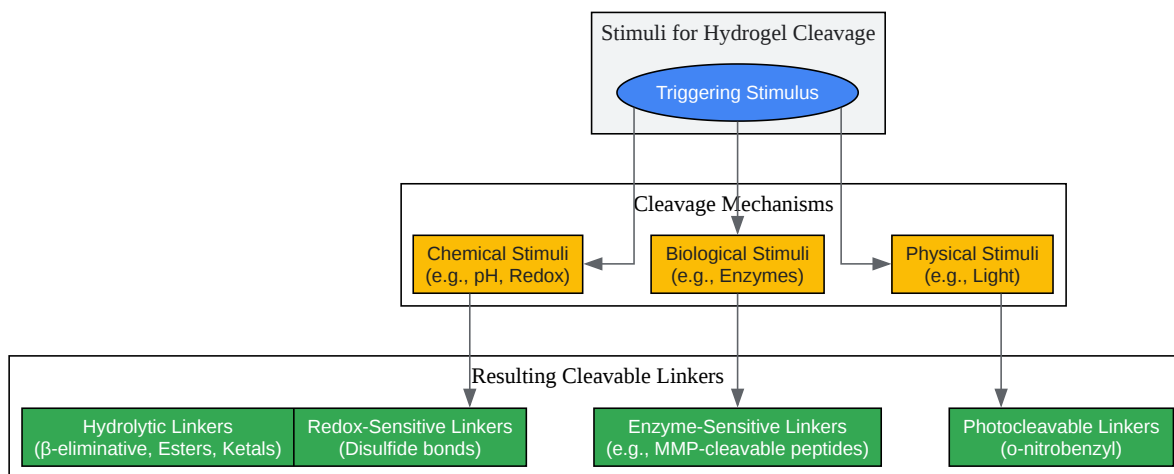 Stimuli for Hydrogel Cleavage
Triggering Stimulus
Cleavage Mechanisms
Chemical Stimuli
(e.g., pH, Redox)
Biological Stimuli
(e.g., Enzymes)
Physical Stimuli
(e.g., Light)
Resulting Cleavable Linkers
Hydrolytic Linkers
(β-eliminative, Esters, Ketals)
Redox-Sensitive Linkers
(Disulfide bonds)
Enzyme-Sensitive Linkers
(e.g., MMP-cleavable peptides)
Photocleavable Linkers
(o-nitrobenzyl)